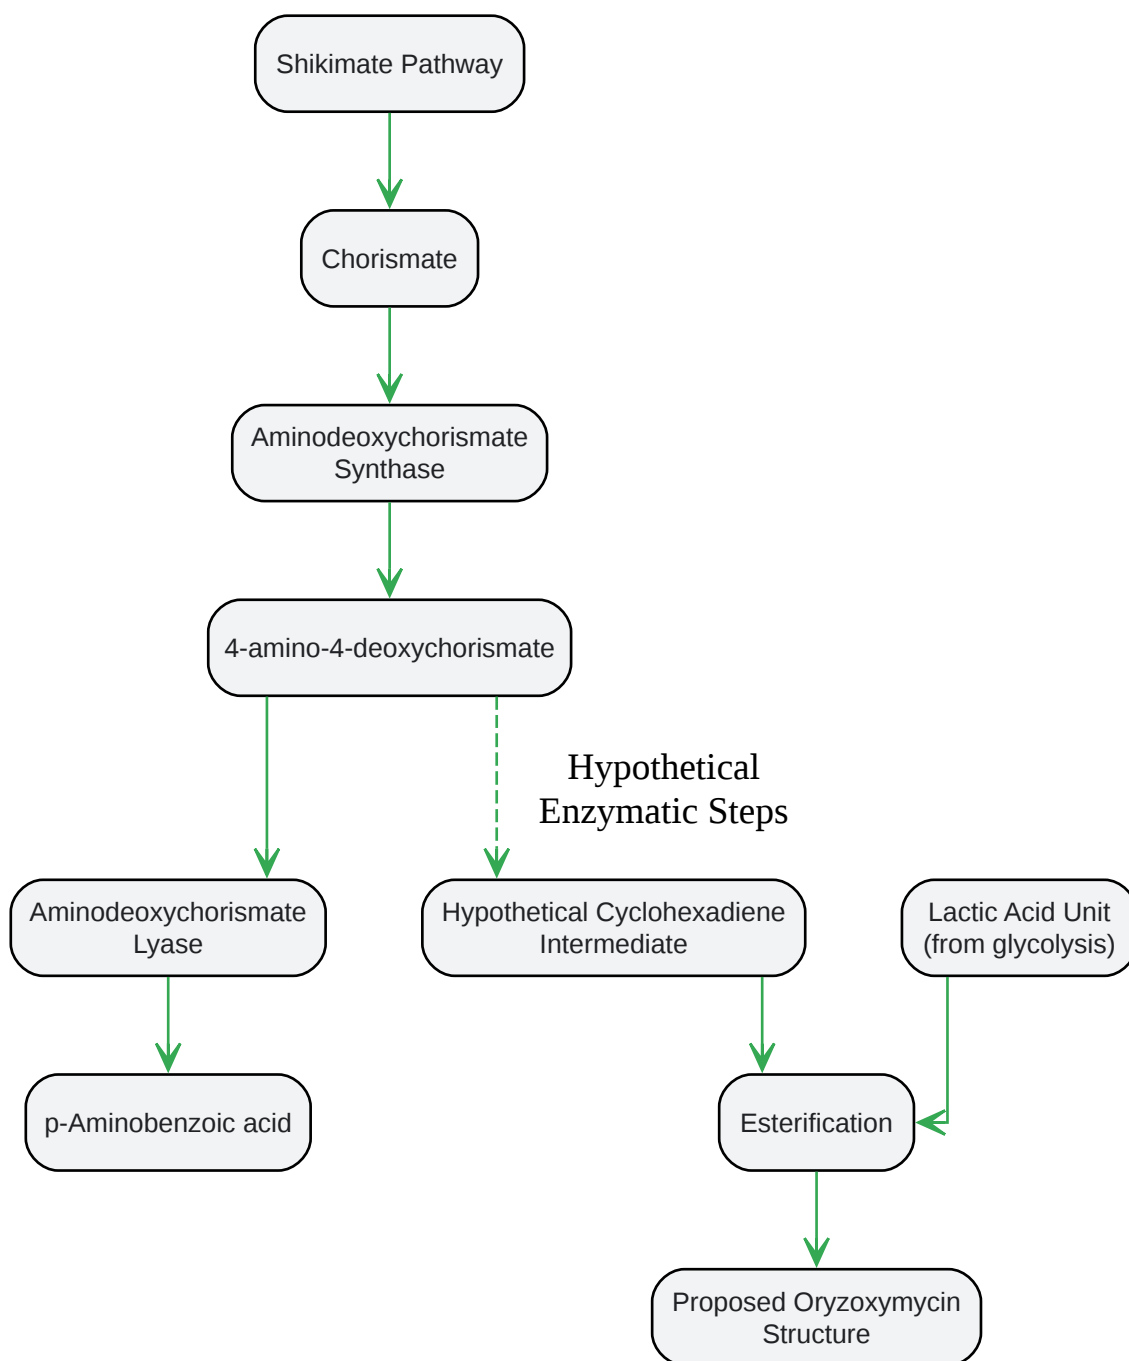 Shikimate Pathway
Chorismate
Aminodeoxychorismate
Synthase
4-amino-4-deoxychorismate
Hypothetical
Enzymatic Steps
Aminodeoxychorismate
Lyase
Hypothetical Cyclohexadiene
Intermediate
Lactic Acid Unit
(from glycolysis)
p-Aminobenzoic acid
Esterification
Proposed Oryzoxymycin
Structure